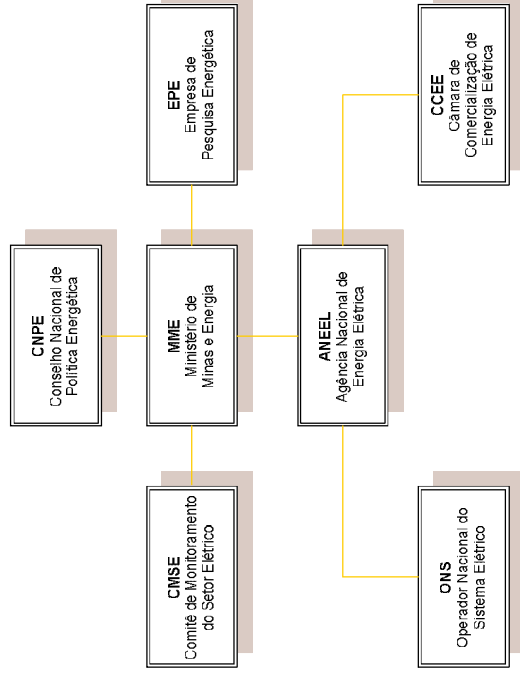 CNPE
Conselho Nacional de
Política Energética
CMSE
Comitê de Monitoramento
do Setor Elétrico
MME
Ministério de
Minas e Energia
EPE
Empresa de
Pesquisa Energética
ANEEL
Agência Nacional de
Energia Elétrica
ONS
Operador Nacional do
Sistema Elétrico
CCEE
Câmara de
Comercialização de
Energia Elétrica